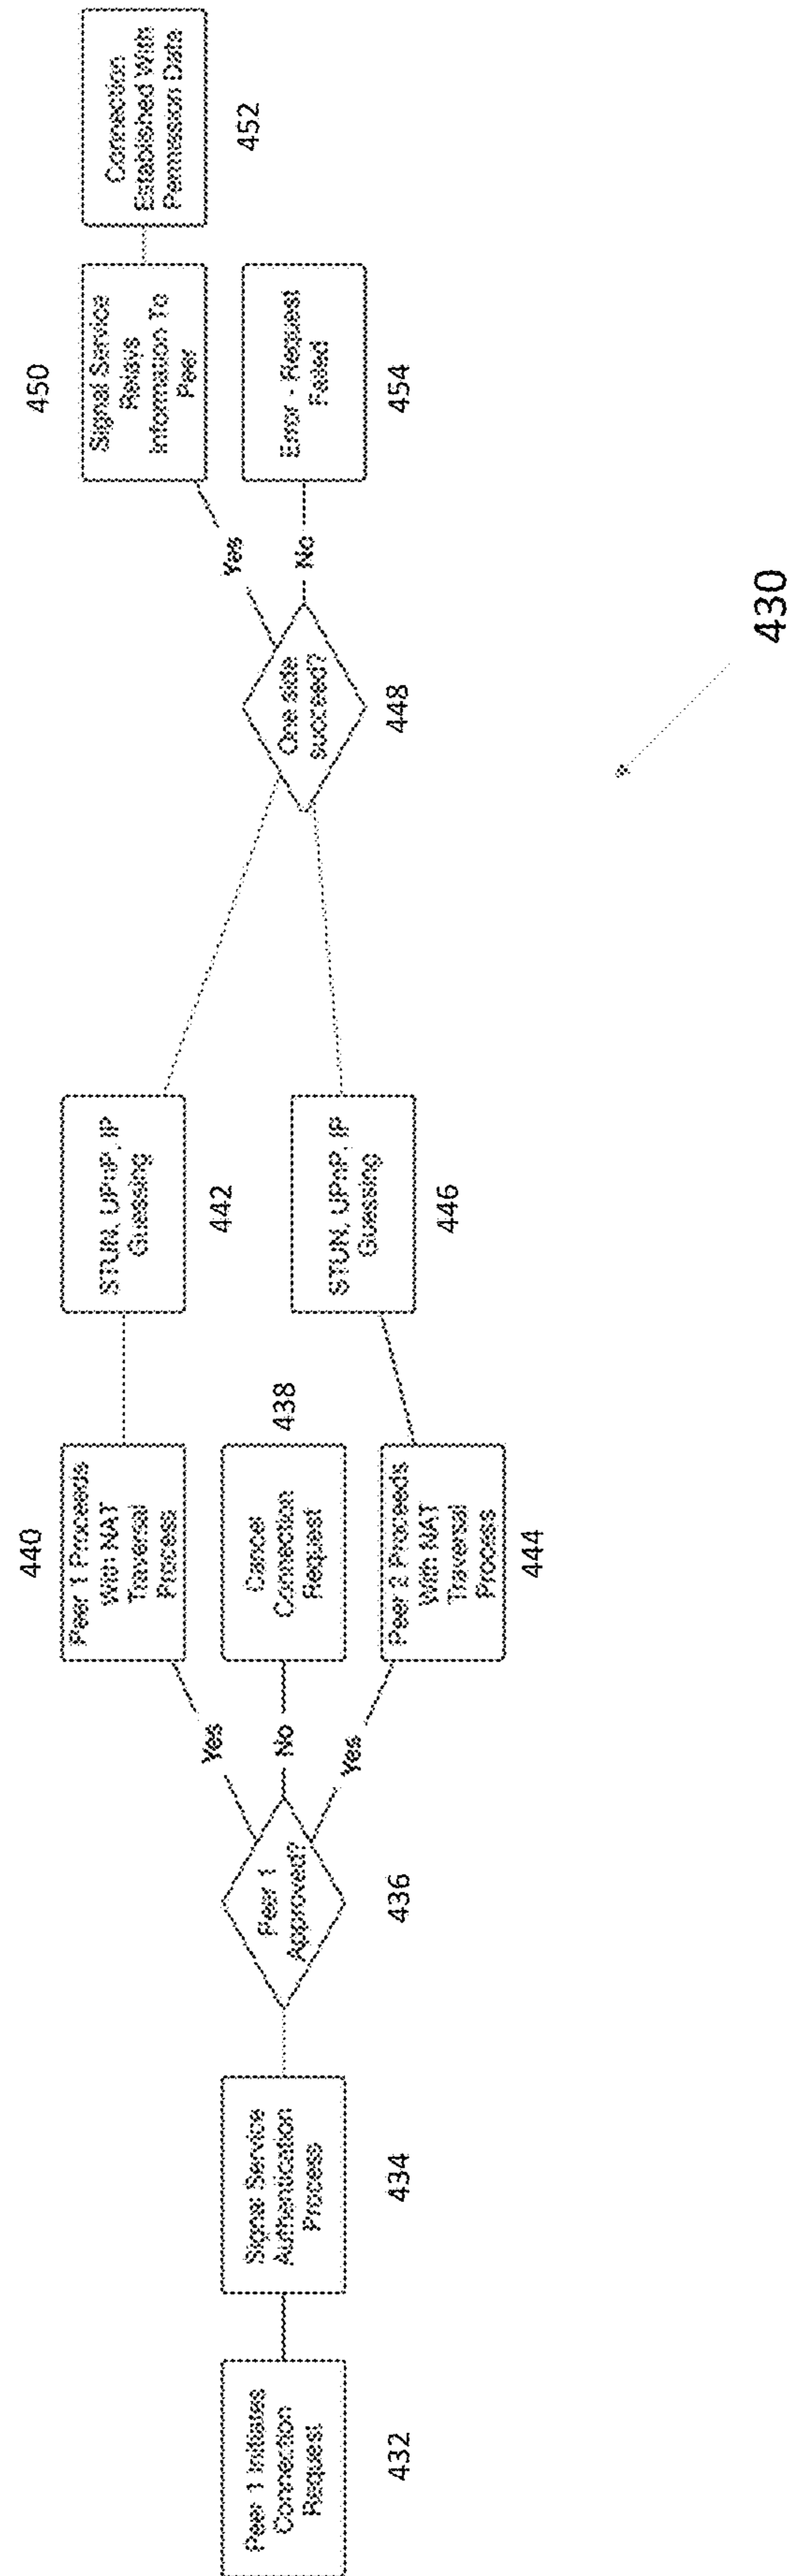 Peer 1 Initiates
Connection
Request
432
Signal Service
Authentication
Process
434
Peer 1
Approved?
436
Yes
No
Yes
440
Peer 1 Proceeds
With NAT
Traversal
Process
Cancel
Connection
Request
438
Peer 2 Proceeds
With NAT
Traversal
Process
444
STUN, UPnP, IP
Guessing
442
STUN, UPnP, IP
Guessing
446
One side
succeed?
448
Yes
No
450
Signal Service
Relays
Information To
Peer
Error - Request
Failed
454
Connection
Established With
Permission Data
452
430